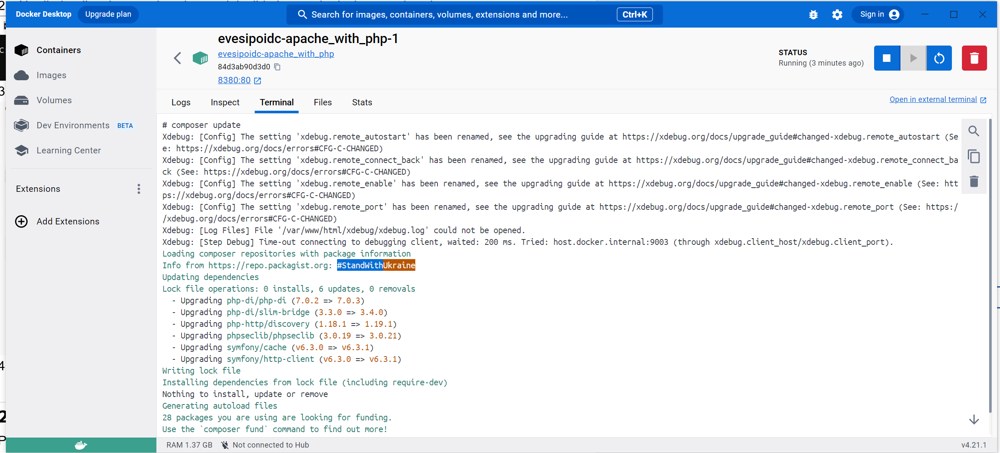 Docker Desktop
Upgrade plan
Search for images, containers, volumes, extensions and more...
Ctrl+K
Sign in
Containers
Images
Volumes
Dev Environments BETA
Learning Center
Extensions
Add Extensions
evesipoidc-apache_with_php-1
evesipoidc-apache_with_php
84d3ab90d3d0
8380:80
STATUS
Running (3 minutes ago)
Logs
Inspect
Terminal
Files
Stats
Open in external terminal
# composer update
Xdebug: [Config] The setting 'xdebug.remote_autostart' has been renamed, see the upgrading guide at https://xdebug.org/docs/upgrade_guide#changed-xdebug.remote_autostart (Se
e: https://xdebug.org/docs/errors#CFG-C-CHANGED)
Xdebug: [Config] The setting 'xdebug.remote_connect_back' has been renamed, see the upgrading guide at https://xdebug.org/docs/upgrade_guide#changed-xdebug.remote_connect_ba
ck (See: https://xdebug.org/docs/errors#CFG-C-CHANGED)
Xdebug: [Config] The setting 'xdebug.remote_enable' has been renamed, see the upgrading guide at https://xdebug.org/docs/upgrade_guide#changed-xdebug.remote_enable (See: htt
ps://xdebug.org/docs/errors#CFG-C-CHANGED)
Xdebug: [Config] The setting 'xdebug.remote_port' has been renamed, see the upgrading guide at https://xdebug.org/docs/upgrade_guide#changed-xdebug.remote_port (See: https:/
/xdebug.org/docs/errors#CFG-C-CHANGED)
Xdebug: [Log Files] File '/var/www/html/xdebug/xdebug.log' could not be opened.
Xdebug: [Step Debug] Time-out connecting to debugging client, waited: 200 ms. Tried: host.docker.internal:9003 (through xdebug.client_host/xdebug.client_port).
Loading composer repositories with package information
Info from https://repo.packagist.org: #StandWithUkraine
Updating dependencies
Lock file operations: 0 installs, 6 updates, 0 removals
- Upgrading php-di/php-di (7.0.2 => 7.0.3)
- Upgrading php-di/slim-bridge (3.3.0 => 3.4.0)
- Upgrading php-http/discovery (1.18.1 => 1.19.1)
- Upgrading phpseclib/phpseclib (3.0.19 => 3.0.21)
- Upgrading symfony/cache (v6.3.0 => v6.3.1)
- Upgrading symfony/http-client (v6.3.0 => v6.3.1)
Writing lock file
Installing dependencies from lock file (including require-dev)
Nothing to install, update or remove
Generating autoload files
28 packages you are using are looking for funding.
Use the `composer fund` command to find out more!
RAM 1.37 GB
Not connected to Hub
v4.21.1